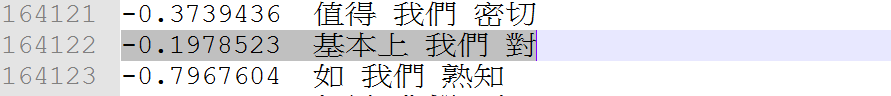 164121 -0.3739436 值得 我們 密切
164122 -0.1978523 基本上 我們 對
164123 -0.7967604 如 我們 熟知